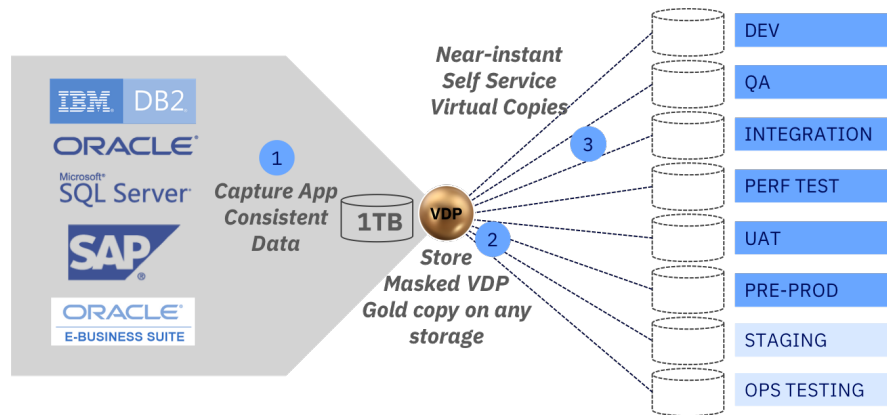 IBM. DB2.
ORACLE®
Microsoft®
SQL Server®
SAP®
ORACLE®
E-BUSINESS SUITE
1
Capture App
Consistent
Data
1TB
VDP
2
Store
Masked VDP
Gold copy on any
storage
Near-instant
Self Service
Virtual Copies
3
DEV
QA
INTEGRATION
PERF TEST
UAT
PRE-PROD
STAGING
OPS TESTING